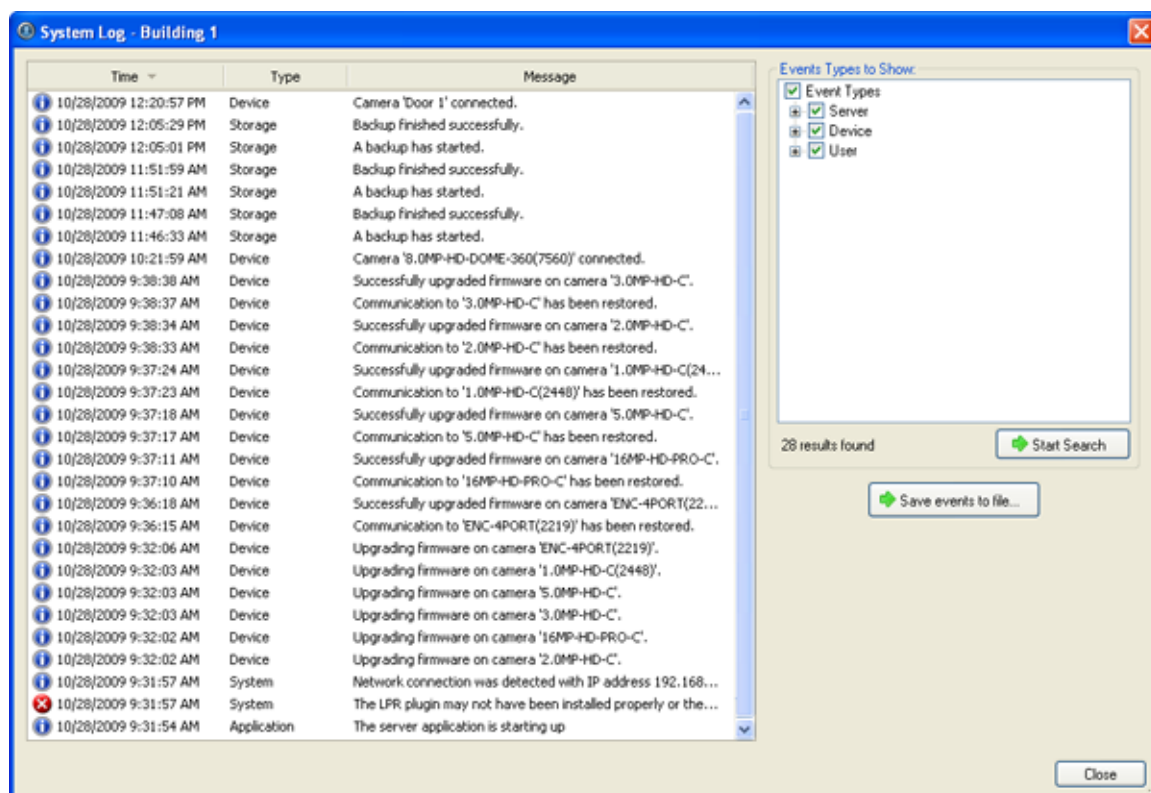 System Log - Building 1
Time Type Message
10/28/2009 12:20:57 PM Device Camera 'Door 1' connected.
10/28/2009 12:05:29 PM Storage Backup finished successfully.
10/28/2009 12:05:01 PM Storage A backup has started.
10/28/2009 11:51:59 AM Storage Backup finished successfully.
10/28/2009 11:51:21 AM Storage A backup has started.
10/28/2009 11:47:08 AM Storage Backup finished successfully.
10/28/2009 11:46:33 AM Storage A backup has started.
10/28/2009 10:21:59 AM Device Camera '8.0MP-HD-DOME-360(7560)' connected.
10/28/2009 9:38:38 AM Device Successfully upgraded firmware on camera '3.0MP-HD-C'.
10/28/2009 9:38:37 AM Device Communication to '3.0MP-HD-C' has been restored.
10/28/2009 9:38:34 AM Device Successfully upgraded firmware on camera '2.0MP-HD-C'.
10/28/2009 9:38:33 AM Device Communication to '2.0MP-HD-C' has been restored.
10/28/2009 9:37:24 AM Device Successfully upgraded firmware on camera '1.0MP-HD-C(24...
10/28/2009 9:37:23 AM Device Communication to '1.0MP-HD-C(2448)' has been restored.
10/28/2009 9:37:18 AM Device Successfully upgraded firmware on camera '5.0MP-HD-C'.
10/28/2009 9:37:17 AM Device Communication to '5.0MP-HD-C' has been restored.
10/28/2009 9:37:11 AM Device Successfully upgraded firmware on camera '16MP-HD-PRO-C'.
10/28/2009 9:37:10 AM Device Communication to '16MP-HD-PRO-C' has been restored.
10/28/2009 9:36:18 AM Device Successfully upgraded firmware on camera 'ENC-4PORT(22...
10/28/2009 9:36:15 AM Device Communication to 'ENC-4PORT(2219)' has been restored.
10/28/2009 9:32:06 AM Device Upgrading firmware on camera 'ENC-4PORT(2219)'.
10/28/2009 9:32:03 AM Device Upgrading firmware on camera '1.0MP-HD-C(2448)'.
10/28/2009 9:32:03 AM Device Upgrading firmware on camera '5.0MP-HD-C'.
10/28/2009 9:32:03 AM Device Upgrading firmware on camera '3.0MP-HD-C'.
10/28/2009 9:32:02 AM Device Upgrading firmware on camera '16MP-HD-PRO-C'.
10/28/2009 9:32:02 AM Device Upgrading firmware on camera '2.0MP-HD-C'.
10/28/2009 9:31:57 AM System Network connection was detected with IP address 192.168...
10/28/2009 9:31:57 AM System The LPR plugin may not have been installed properly or the...
10/28/2009 9:31:54 AM Application The server application is starting up
Events Types to Show:
Event Types
Server
Device
User
28 results found
Start Search
Save events to file...
Close